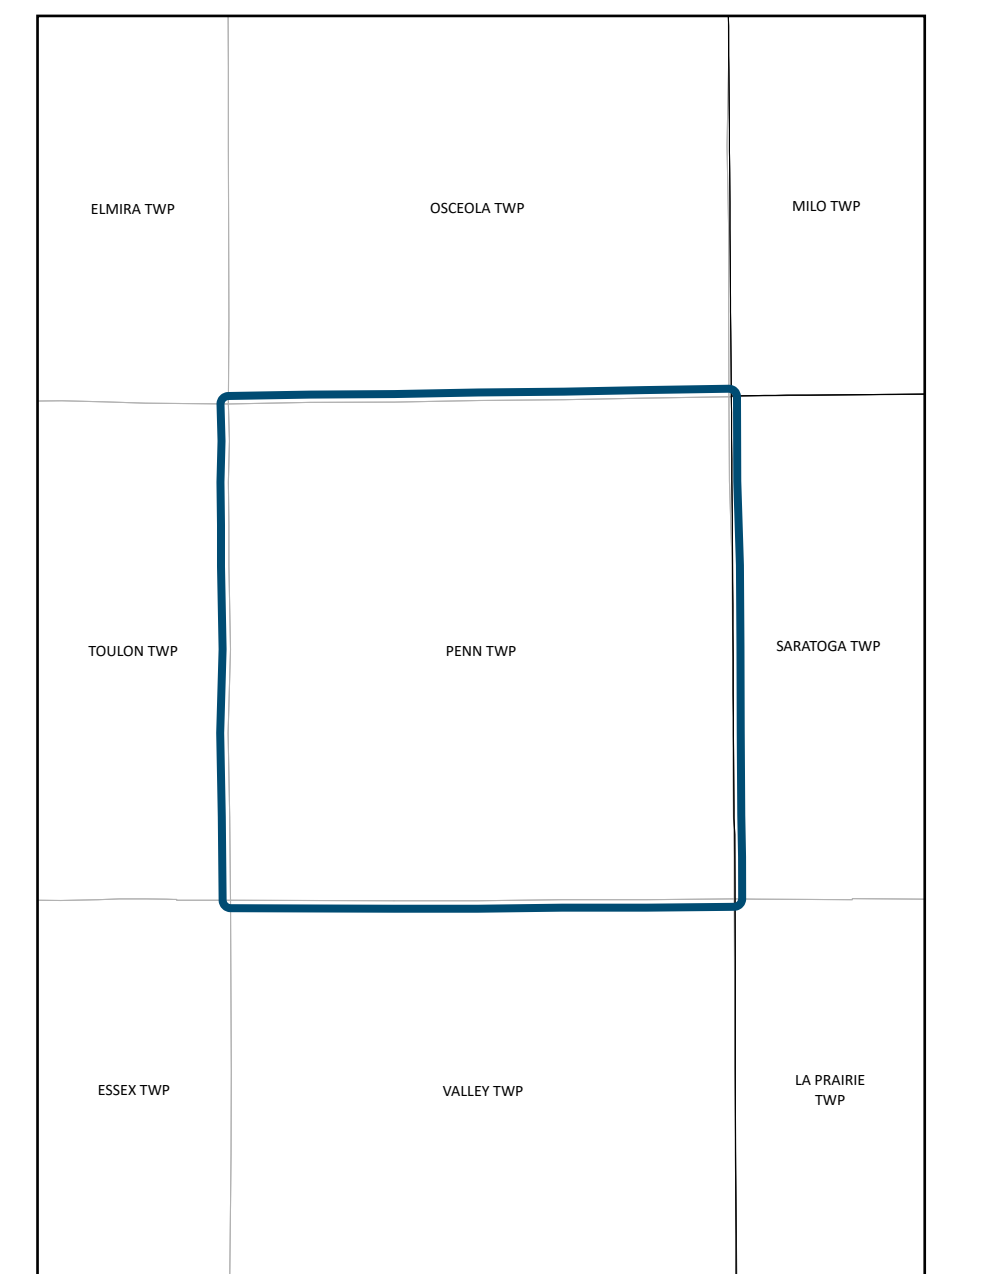 ELMIRA TWP
OSCEOLA TWP
MILO TWP
TOULON TWP
PENN TWP
SARATOGA TWP
ESSEX TWP
VALLEY TWP
LA PRAIRIE
TWP